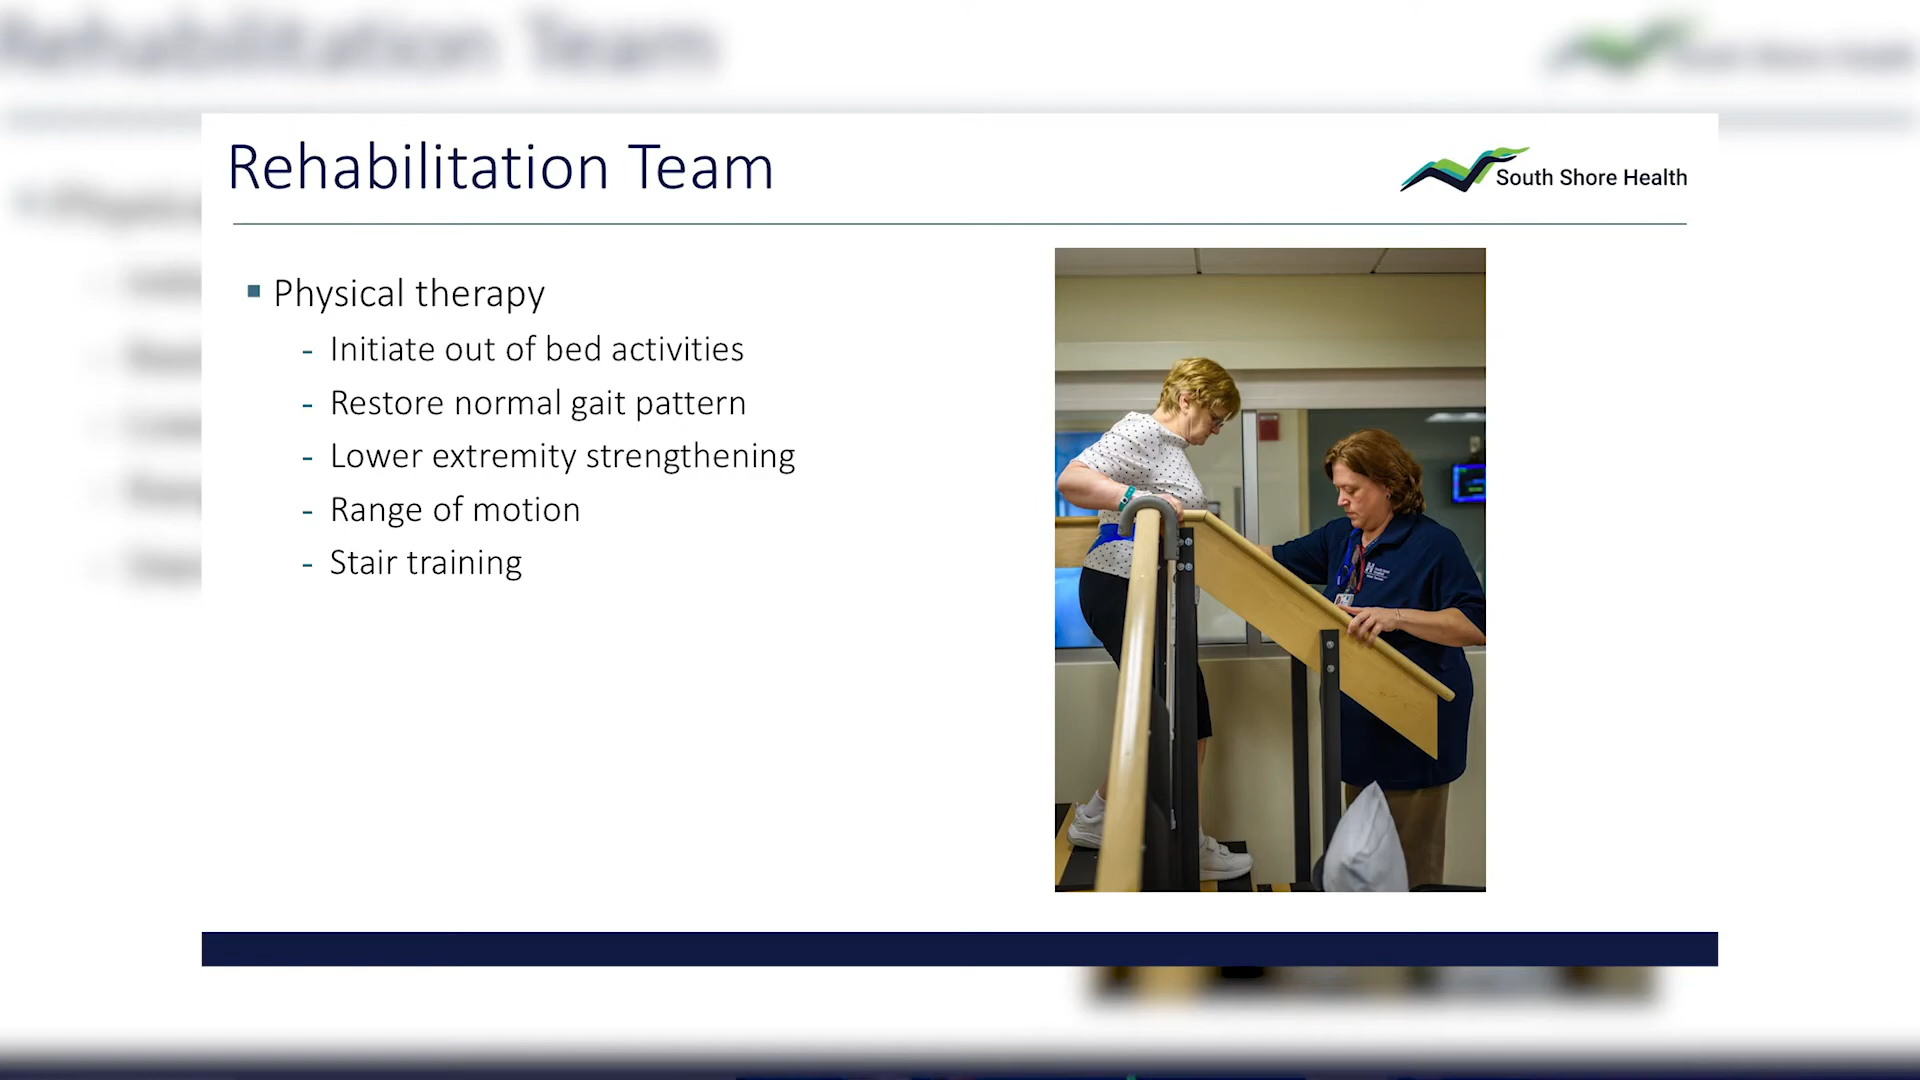 Rehabilitation Team
South Shore Health
Physical therapy
- Initiate out of bed activities
- Restore normal gait pattern
- Lower extremity strengthening
- Range of motion
- Stair training